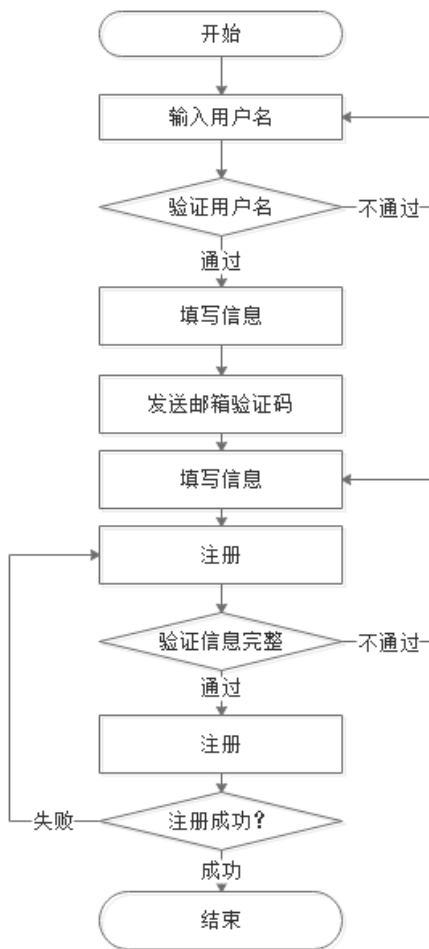 开始
输入用户名
验证用户名
不通过
通过
填写信息
发送邮箱验证码
填写信息
注册
验证信息完整
不通过
通过
注册
失败
注册成功?
成功
结束